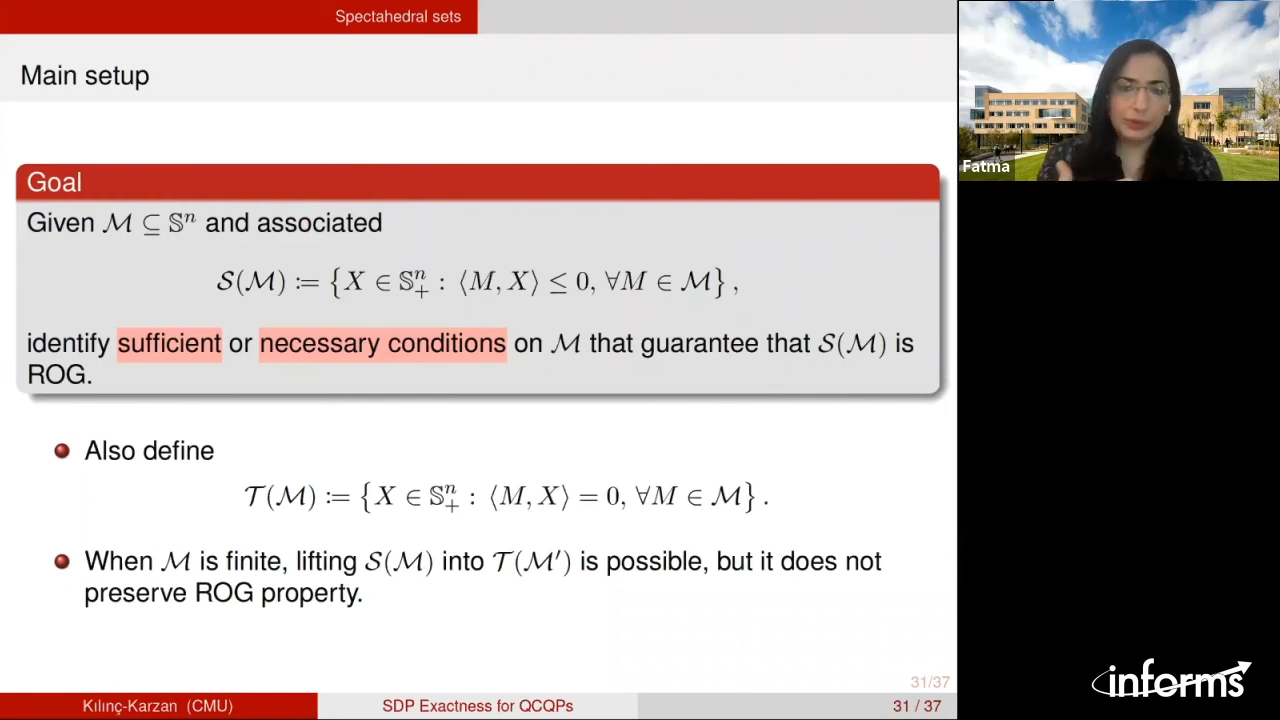 Spectahedral sets
Main setup
Goal
Given ℳ ⊆ 𝕊ⁿ and associated
𝒮(ℳ) := {X ∈ 𝕊ⁿ₊ : ⟨M, X⟩ ≤ 0, ∀M ∈ ℳ},
identify sufficient or necessary conditions on ℳ that guarantee that 𝒮(ℳ) is
ROG.
Also define
𝒯(ℳ) := {X ∈ 𝕊ⁿ₊ : ⟨M, X⟩ = 0, ∀M ∈ ℳ}.
When ℳ is finite, lifting 𝒮(ℳ) into 𝒯(ℳ′) is possible, but it does not
preserve ROG property.
31/37
Kılınç-Karzan (CMU)
SDP Exactness for QCQPs
31 / 37
Fatma
informs